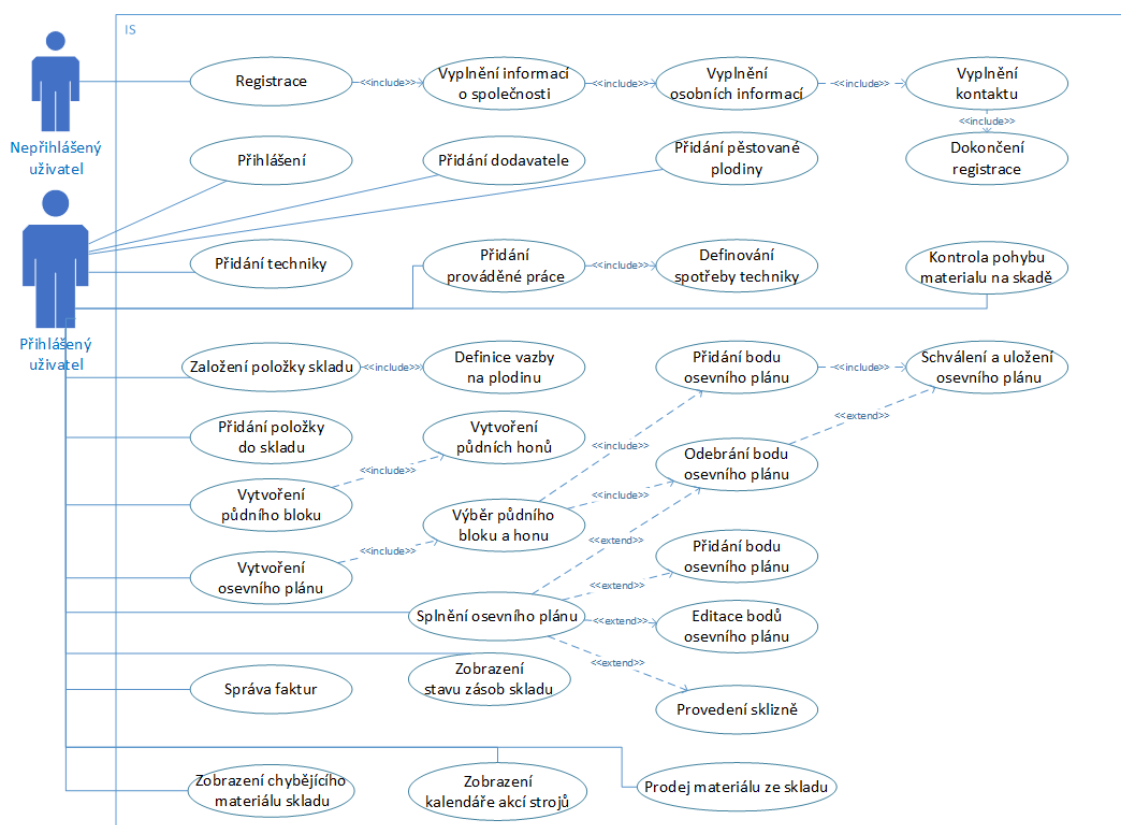 IS
Registrace
<<include>>
Vyplnění informací
o společnosti
<<include>>
Vyplnění
osobních informací
<<include>>
Vyplnění
kontaktu
<<include>>
Nepřihlášený
uživatel
Přihlášení
Přidání dodavatele
Přidání pěstované
plodiny
Dokončení
registrace
Přidání techniky
Přidání
prováděné práce
<<include>>
Definování
spotřeby techniky
Kontrola pohybu
materialu na skadě
Přihlášený
uživatel
Založení položky skladu
<<include>>
Definice vazby
na plodinu
Přidání bodu
osevního plánu
<<include>>
Schválení a uložení
osevního plánu
<<extend>>
Přidání položky
do skladu
Vytvoření
půdních honů
<<include>>
Odebrání bodu
osevního plánu
<<include>>
Vytvoření
půdního bloku
Výběr půdního
bloku a honu
<<include>>
<<extend>>
<<include>>
Vytvoření
osevního plánu
Přidání bodu
osevního plánu
<<extend>>
Splnění osevního plánu
<<extend>>
Editace bodů
osevního plánu
<<extend>>
Správa faktur
Zobrazení
stavu zásob skladu
Provedení sklizně
Zobrazení chybějícího
materiálu skladu
Zobrazení
kalendáře akcí strojů
Prodej materiálu ze skladu